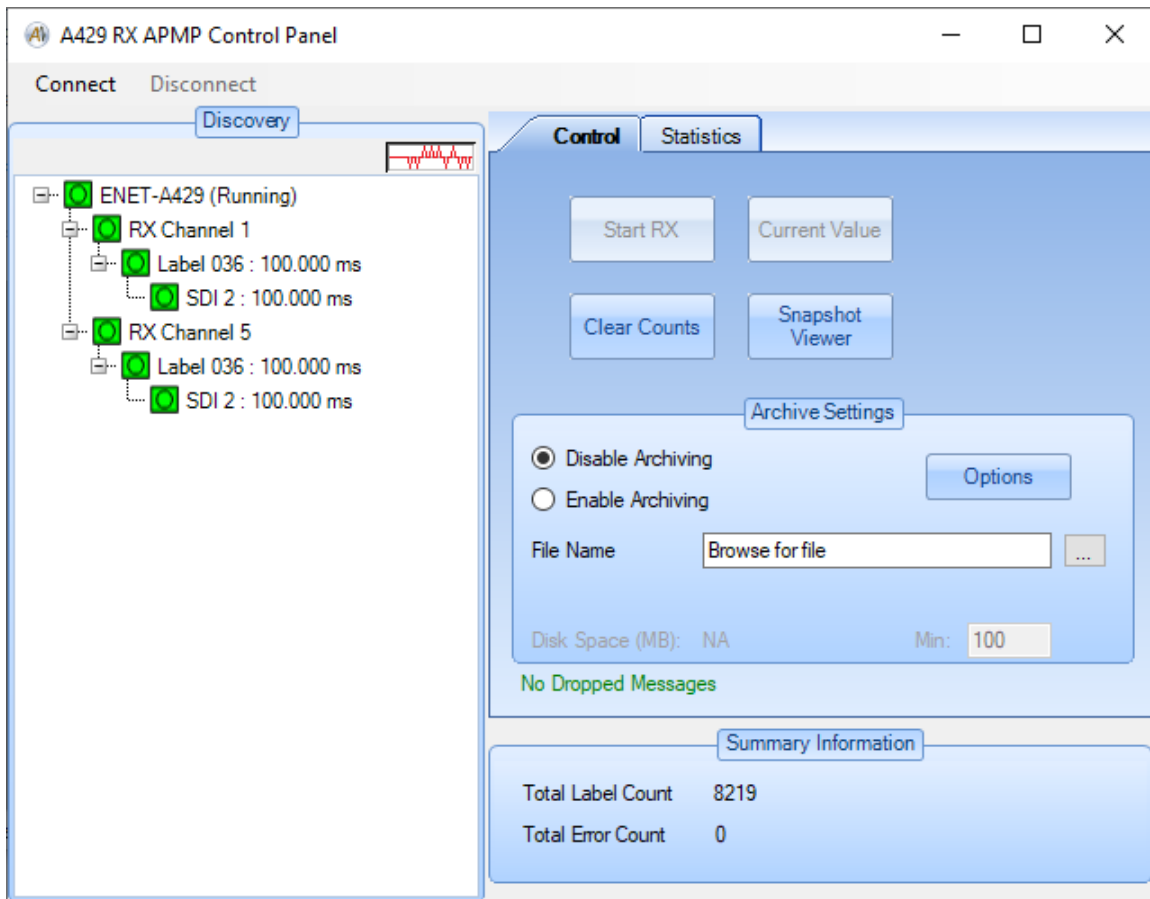 A429 RX APMP Control Panel
Connect Disconnect
Discovery
ENET-A429 (Running)
RX Channel 1
Label 036 : 100.000 ms
SDI 2 : 100.000 ms
RX Channel 5
Label 036 : 100.000 ms
SDI 2 : 100.000 ms
Control Statistics
Start RX Current Value
Clear Counts
Snapshot
Viewer
Archive Settings
Disable Archiving
Options
Enable Archiving
File Name Browse for file ...
Disk Space (MB): NA Min: 100
No Dropped Messages
Summary Information
Total Label Count 8219
Total Error Count 0